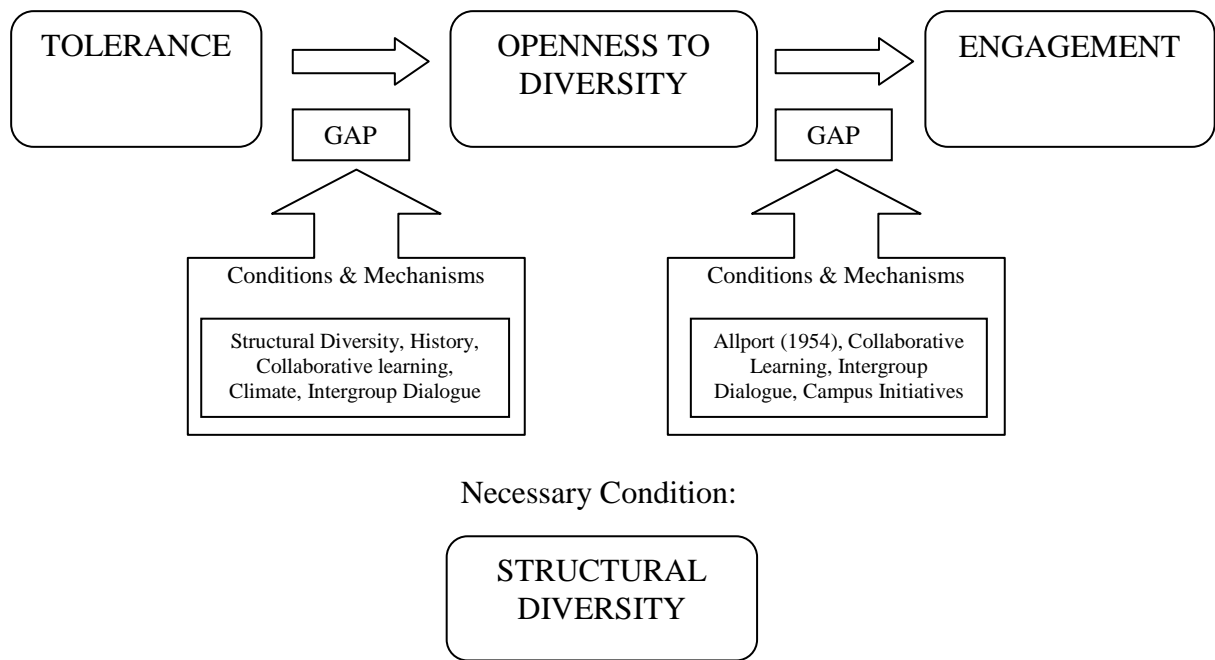 TOLERANCE
OPENNESS TO
DIVERSITY
ENGAGEMENT
GAP
GAP
Conditions & Mechanisms
Structural Diversity, History,
Collaborative learning,
Climate, Intergroup Dialogue
Conditions & Mechanisms
Allport (1954), Collaborative
Learning, Intergroup
Dialogue, Campus Initiatives
Necessary Condition:
STRUCTURAL
DIVERSITY